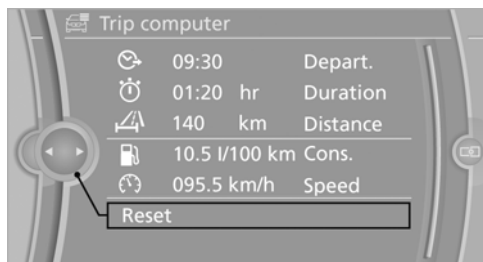 Trip computer
09:30 Depart.
01:20 hr Duration
140 km Distance
10.5 l/100 km Cons.
095.5 km/h Speed
Reset